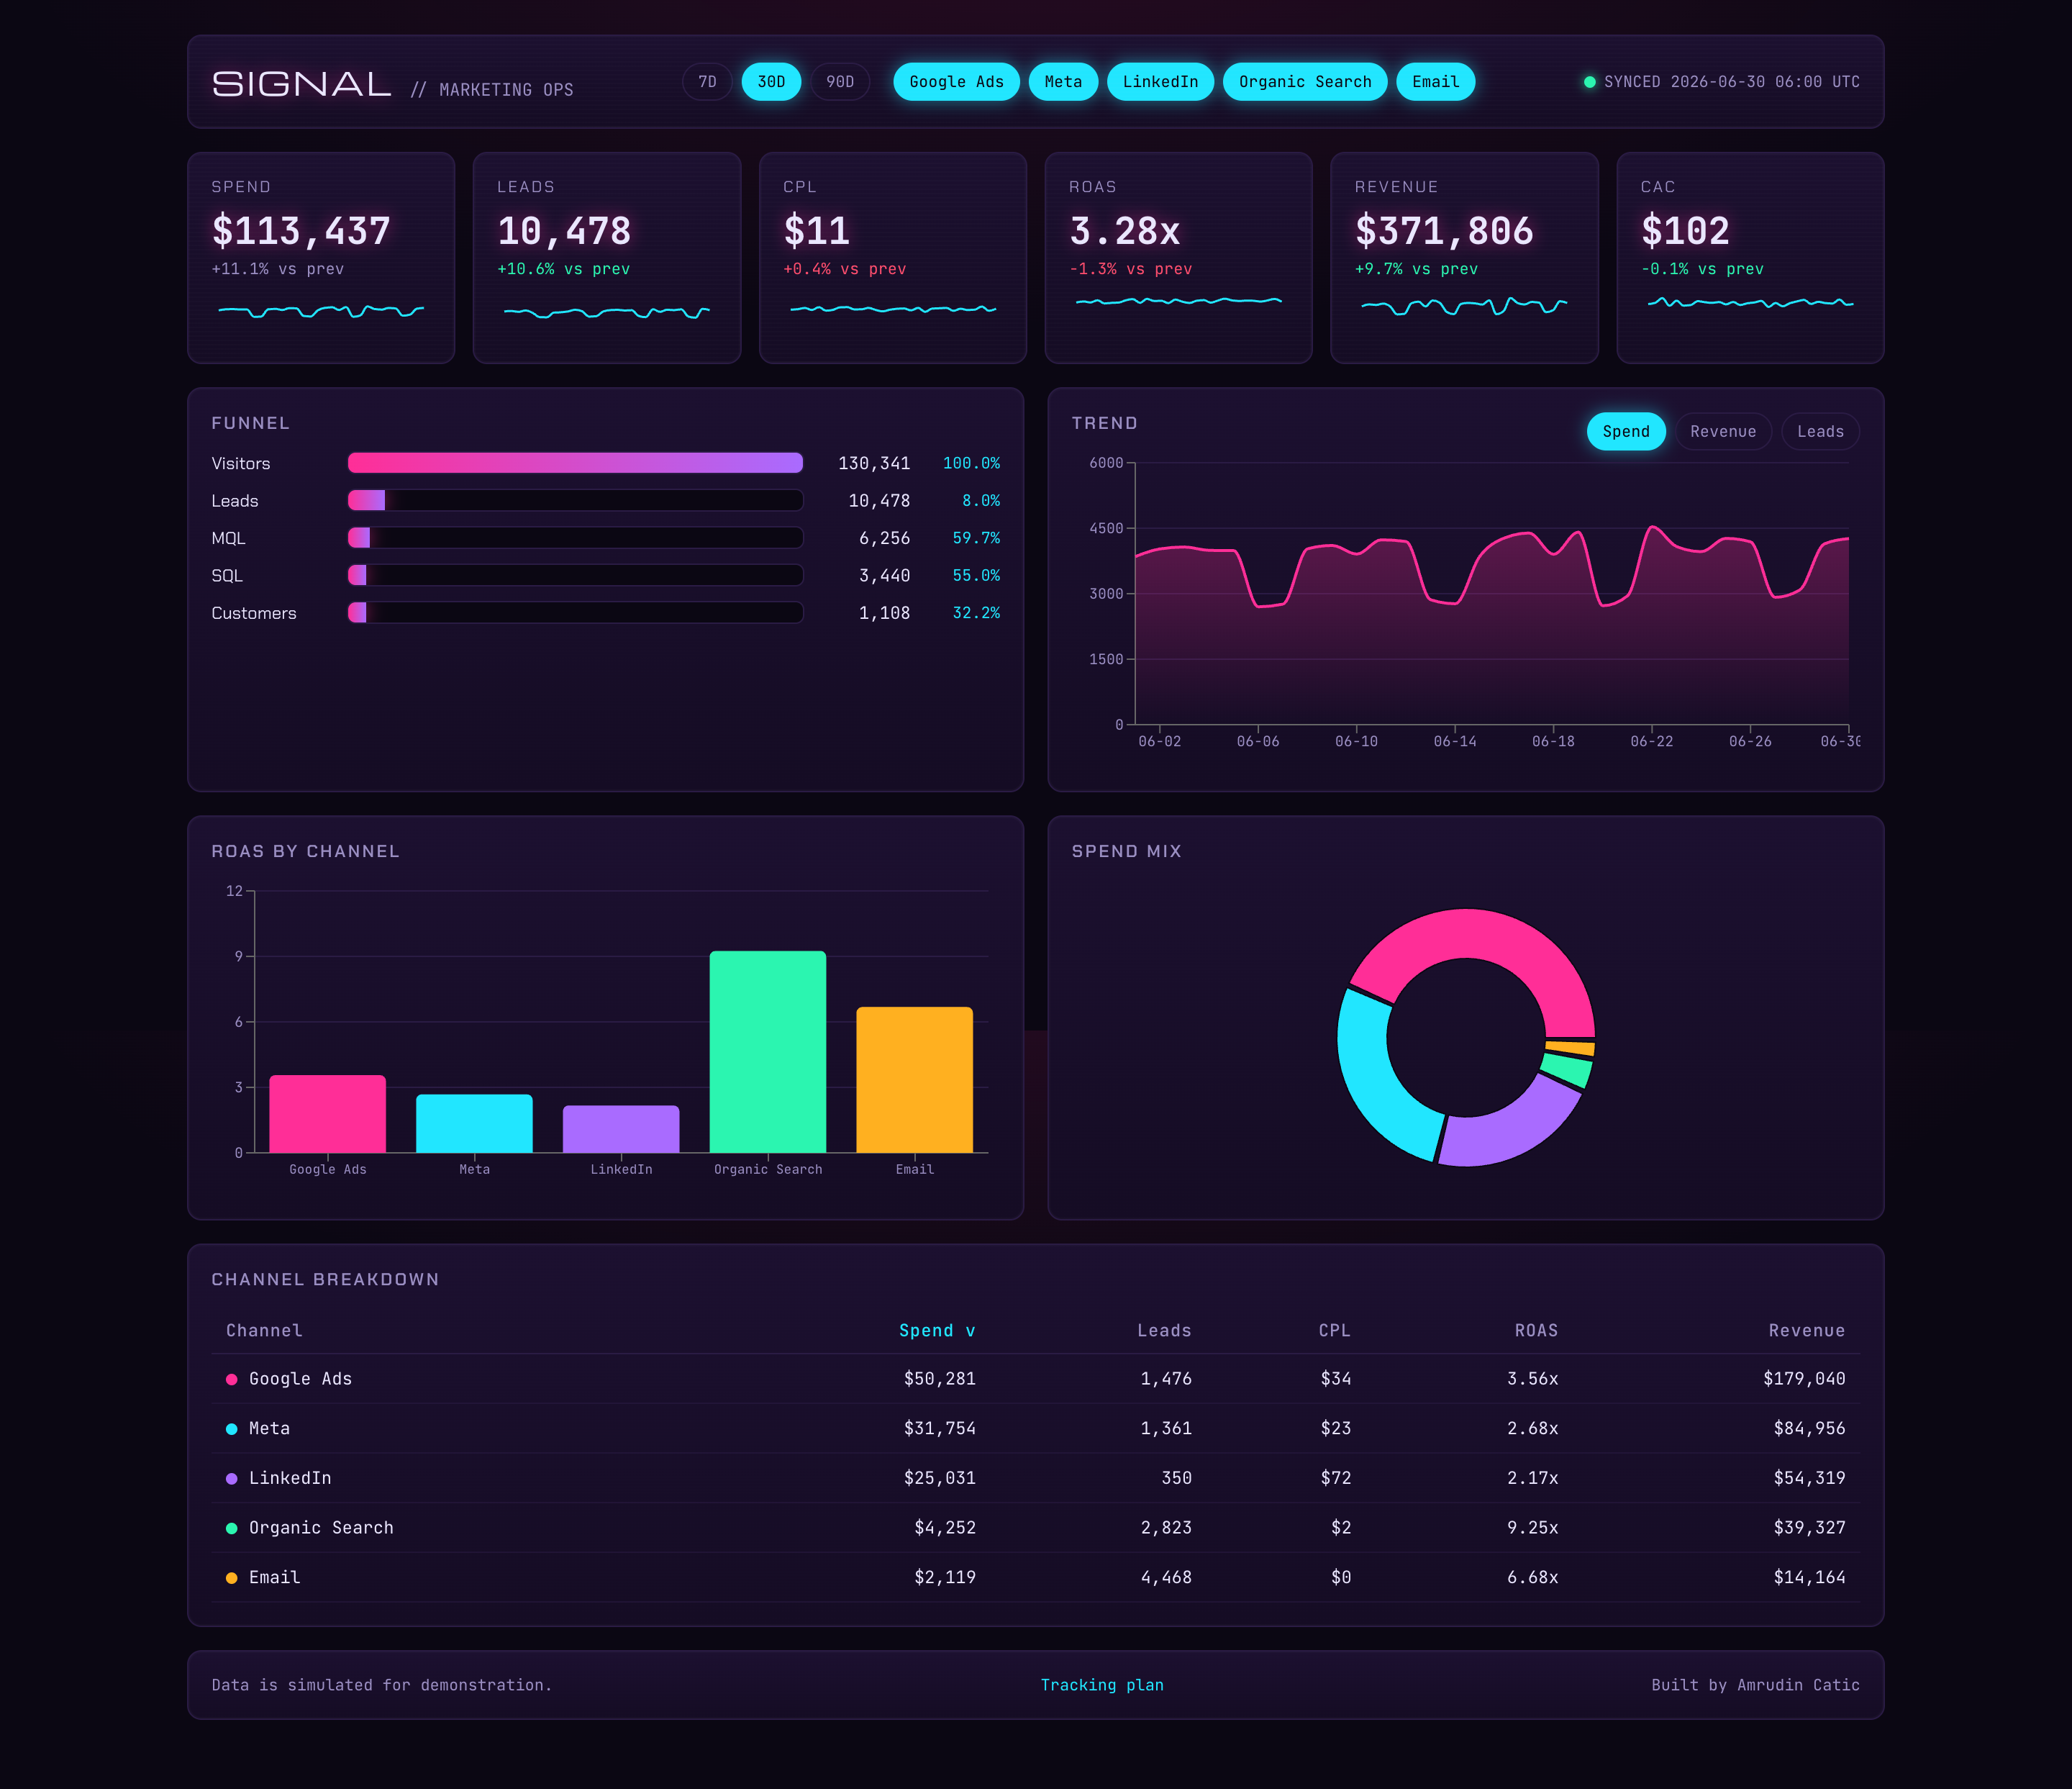 SIGNAL // MARKETING OPS
7D 30D 90D Google Ads Meta LinkedIn Organic Search Email
SYNCED 2026-06-30 06:00 UTC
SPEND
$113,437
+11.1% vs prev
LEADS
10,478
+10.6% vs prev
CPL
$11
+0.4% vs prev
ROAS
3.28x
-1.3% vs prev
REVENUE
$371,806
+9.7% vs prev
CAC
$102
-0.1% vs prev
FUNNEL
Visitors 130,341 100.0%
Leads 10,478 8.0%
MQL 6,256 59.7%
SQL 3,440 55.0%
Customers 1,108 32.2%
TREND
Spend Revenue Leads
6000
4500
3000
1500
0
06-02 06-06 06-10 06-14 06-18 06-22 06-26 06-30
ROAS BY CHANNEL
12
9
6
3
0
Google Ads Meta LinkedIn Organic Search Email
SPEND MIX
CHANNEL BREAKDOWN
Channel Spend v Leads CPL ROAS Revenue
Google Ads $50,281 1,476 $34 3.56x $179,040
Meta $31,754 1,361 $23 2.68x $84,956
LinkedIn $25,031 350 $72 2.17x $54,319
Organic Search $4,252 2,823 $2 9.25x $39,327
Email $2,119 4,468 $0 6.68x $14,164
Data is simulated for demonstration. Tracking plan Built by Amrudin Catic